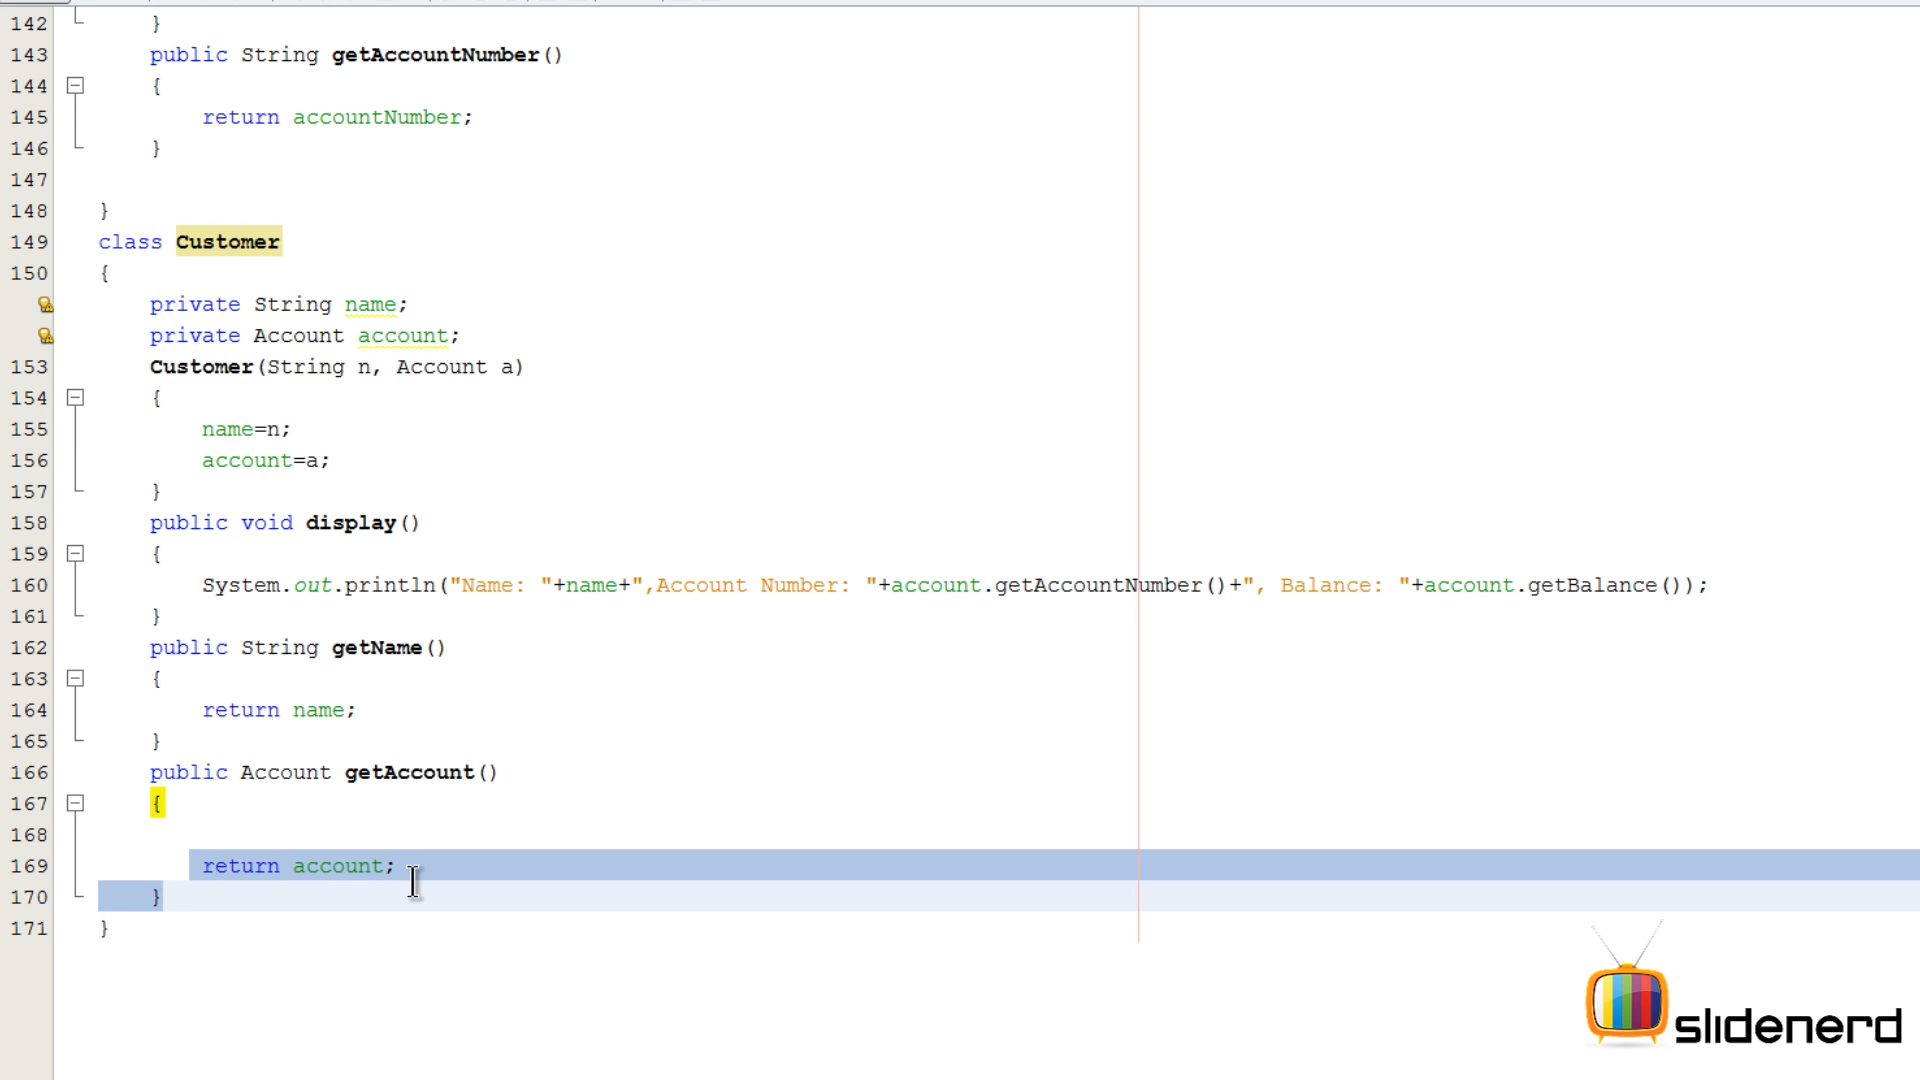 142 }
143 public String getAccountNumber()
144 {
145 return accountNumber;
146 }
147
148 }
149 class Customer
150 {
private String name;
private Account account;
153 Customer(String n, Account a)
154 {
155 name=n;
156 account=a;
157 }
158 public void display()
159 {
160 System.out.println("Name: "+name+",Account Number: "+account.getAccountNumber()+", Balance: "+account.getBalance());
161 }
162 public String getName()
163 {
164 return name;
165 }
166 public Account getAccount()
167 {
168
169 return account;
170 }
171 }
slidenerd